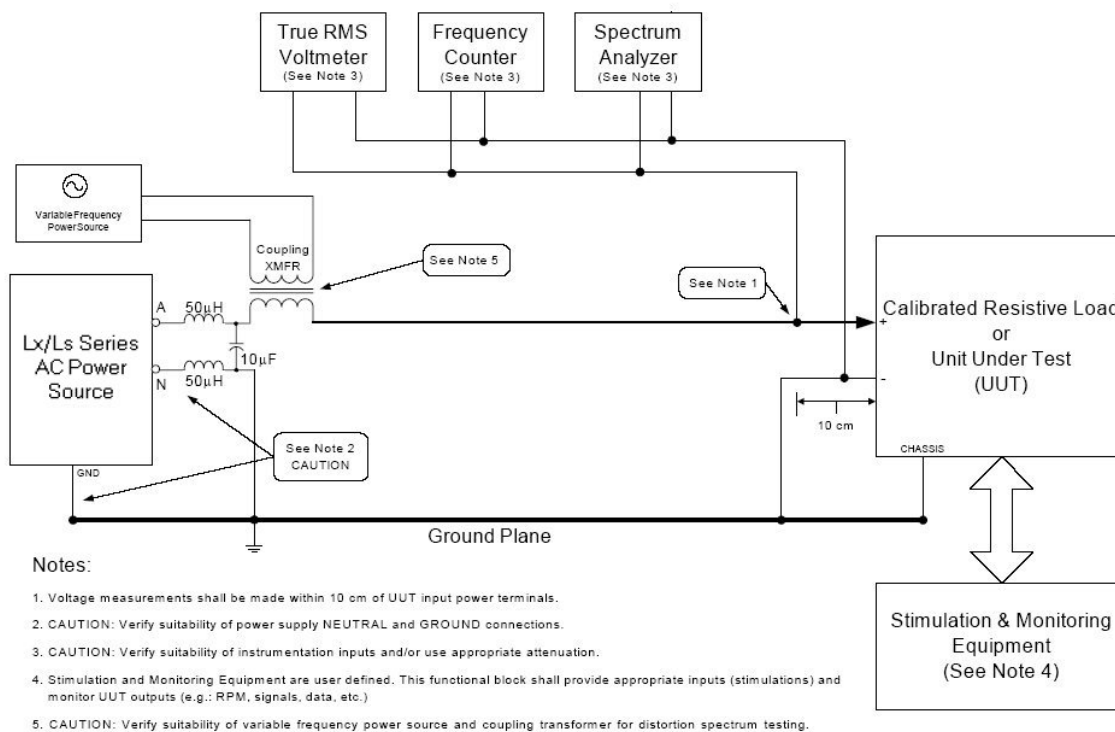 True RMS
Voltmeter
(See Note 3)
Frequency
Counter
(See Note 3)
Spectrum
Analyzer
(See Note 3)
Variable Frequency
Power Source
Coupling
XMFR
See Note 5
See Note 1
Lx/Ls Series
AC Power
Source
A
50µH
10µF
N
50µH
GND
See Note 2
CAUTION
+
Calibrated Resistive Load
or
Unit Under Test
(UUT)
-
10 cm
CHASSIS
Ground Plane
Stimulation & Monitoring
Equipment
(See Note 4)
Notes:
1. Voltage measurements shall be made within 10 cm of UUT input power terminals.
2. CAUTION: Verify suitability of power supply NEUTRAL and GROUND connections.
3. CAUTION: Verify suitability of instrumentation inputs and/or use appropriate attenuation.
4. Stimulation and Monitoring Equipment are user defined. This functional block shall provide appropriate inputs (stimulations) and
monitor UUT outputs (e.g.: RPM, signals, data, etc.)
5. CAUTION: Verify suitability of variable frequency power source and coupling transformer for distortion spectrum testing.